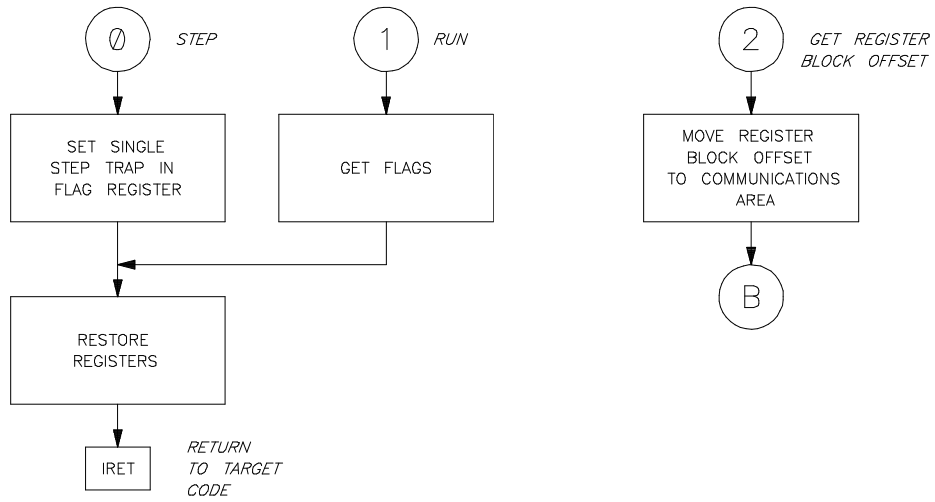 0 STEP
SET SINGLE
STEP TRAP IN
FLAG REGISTER
1 RUN
GET FLAGS
RESTORE
REGISTERS
IRET
RETURN
TO TARGET
CODE
2
GET REGISTER
BLOCK OFFSET
MOVE REGISTER
BLOCK OFFSET
TO COMMUNICATIONS
AREA
B